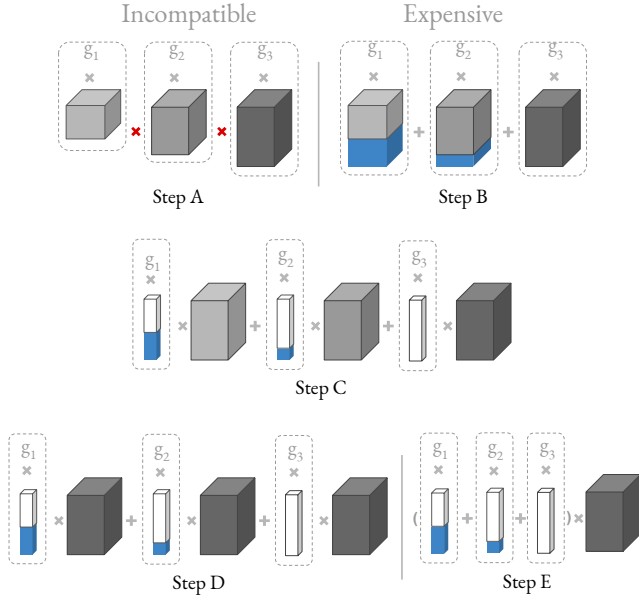 Incompatible
Expensive
g₁ g₂ g₃
×
×
×
g₁ g₂ g₃
×
×
×
×
×
+
+
Step A
Step B
g₁
×
g₂
×
g₃
×
× + × + ×
Step C
g₁
×
g₂
×
g₃
×
g₁ g₂ g₃
× × ×
× + × + ×
( + + ) ×
Step D
Step E